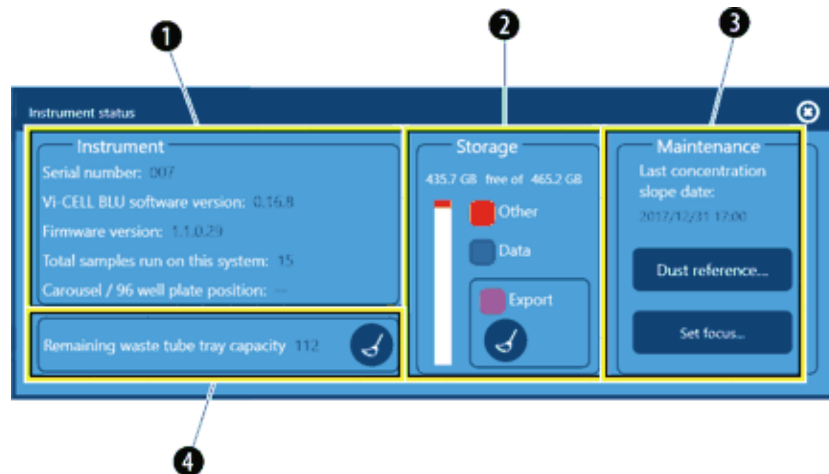 1
2
3
Instrument status
Instrument
Serial number: 007
Vi-CELL BLU software version: 0.16.8
Firmware version: 1.1.0.29
Total samples run on this system: 15
Carousel / 96 well plate position: --
Remaining waste tube tray capacity 112
Storage
435.7 GB free of 465.2 GB
Other
Data
Export
Maintenance
Last concentration
slope date:
2017/12/31 17:00
Dust reference...
Set focus...
4